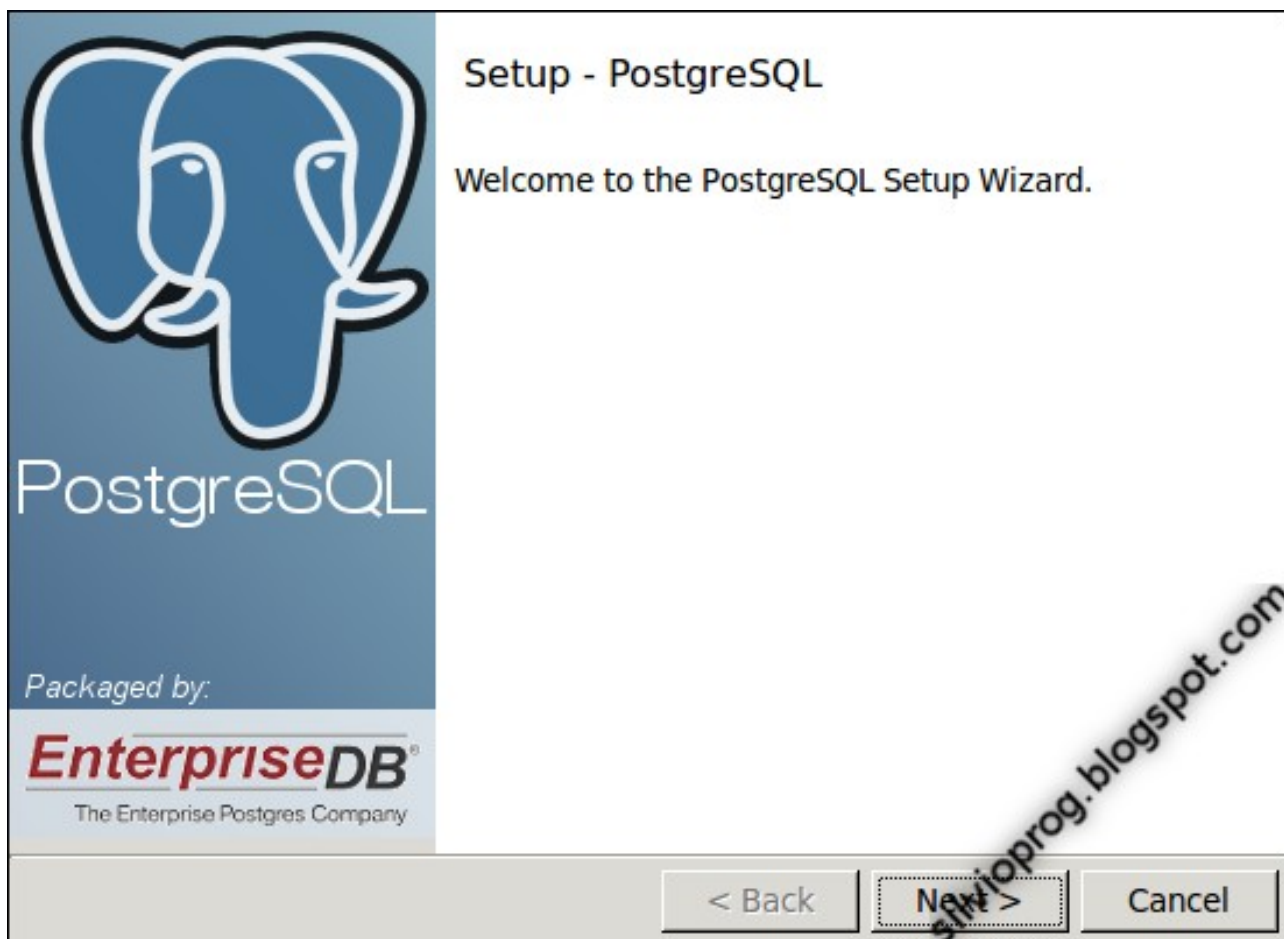 Setup - PostgreSQL
Welcome to the PostgreSQL Setup Wizard.
PostgreSQL
Packaged by:
EnterpriseDB®
The Enterprise Postgres Company
< Back
Next >
Cancel
silvioprog.blogspot.com